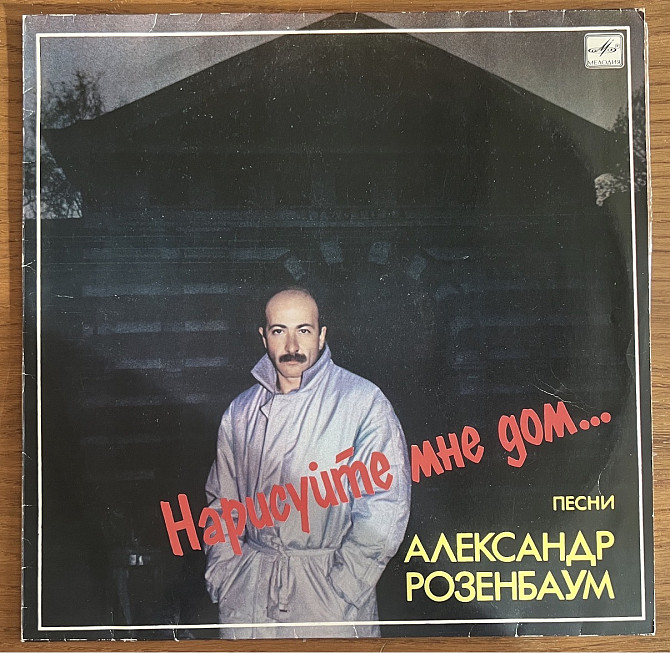 МЕЛОДИЯ
Нарисуйте мне дом...
ПЕСНИ
АЛЕКСАНДР
РОЗЕНБАУМ